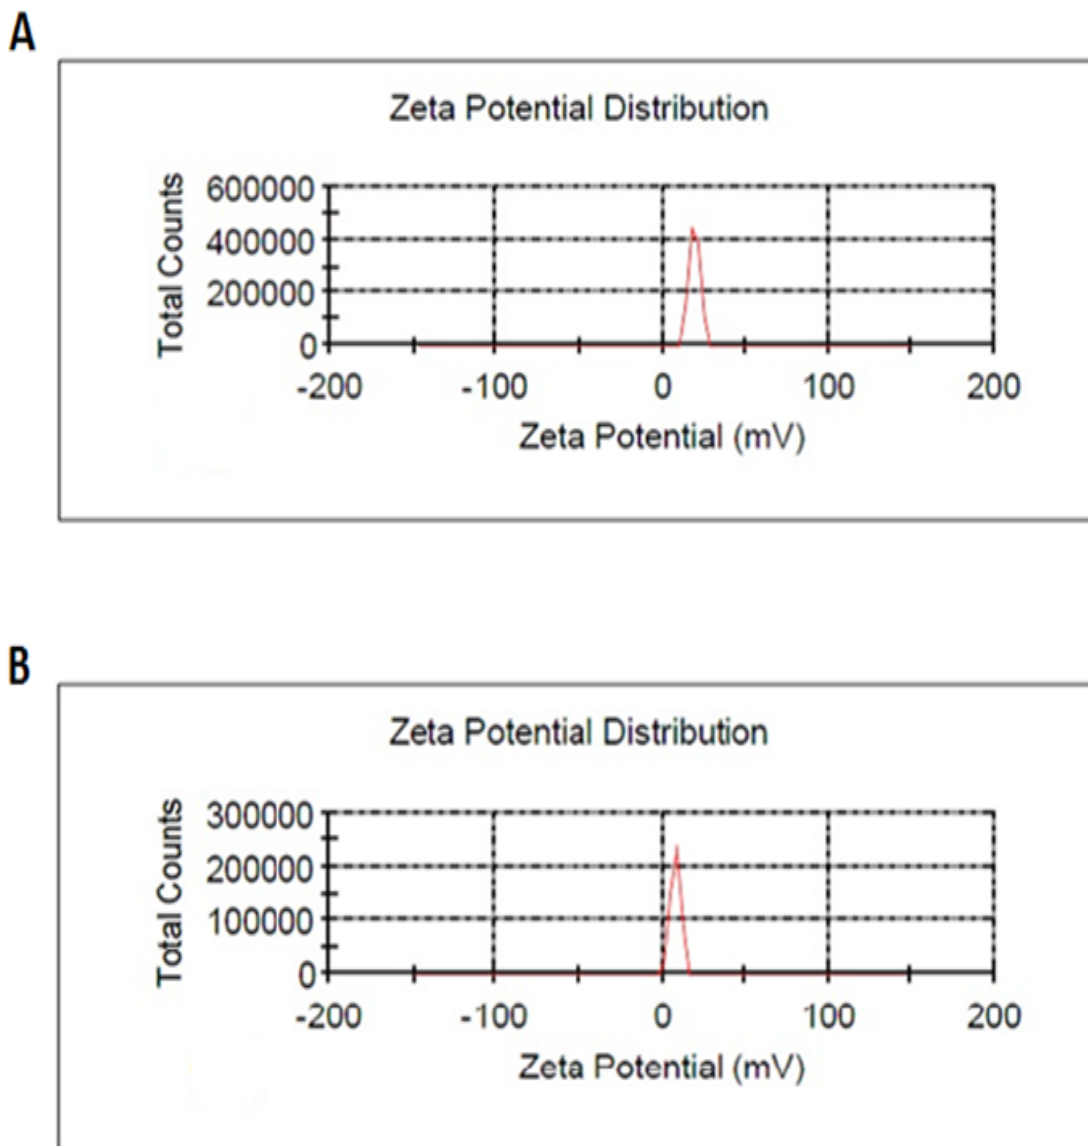 A
Zeta Potential Distribution
Total Counts
600000
400000
200000
0
-200 -100 0 100 200
Zeta Potential (mV)
B
Zeta Potential Distribution
Total Counts
300000
200000
100000
0
-200 -100 0 100 200
Zeta Potential (mV)